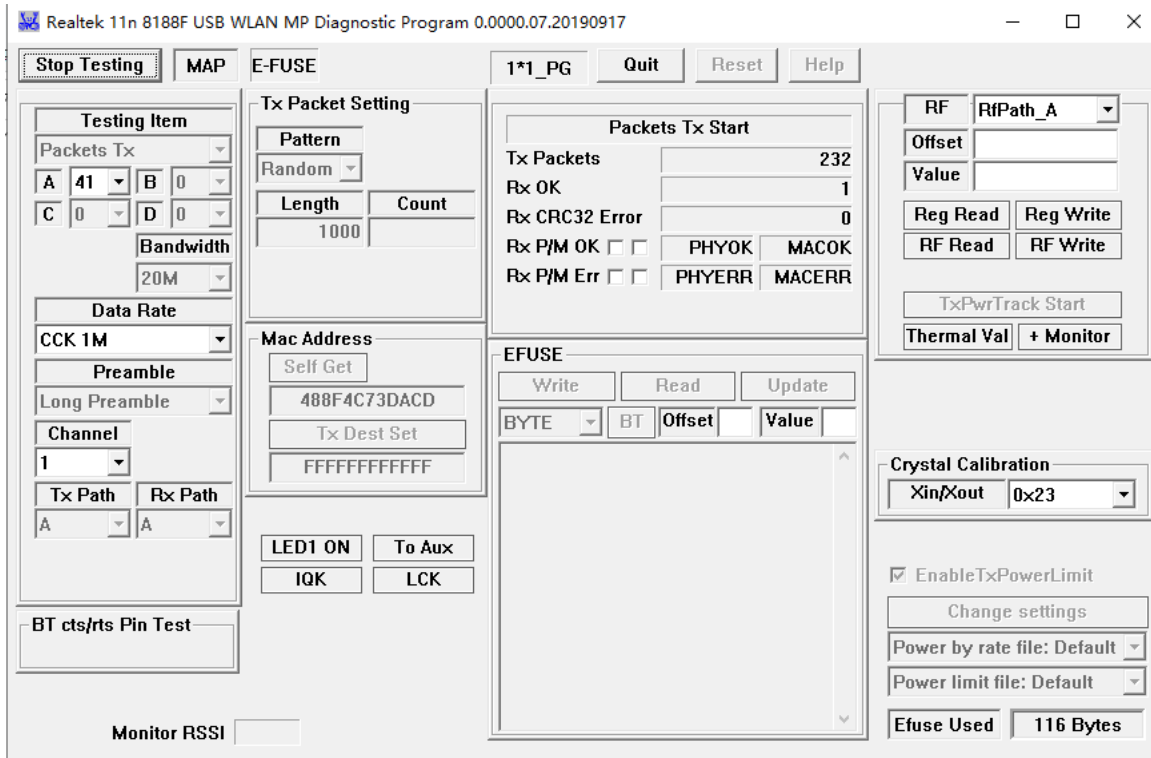 Realtek 11n 8188F USB WLAN MP Diagnostic Program 0.0000.07.20190917
Stop Testing MAP E-FUSE 1*1_PG Quit Reset Help
Testing Item
Packets Tx
A 41 B 0
C 0 D 0
Bandwidth
20M
Data Rate
CCK 1M
Preamble
Long Preamble
Channel
1
Tx Path Rx Path
A A
BT cts/rts Pin Test
Monitor RSSI
Tx Packet Setting
Pattern
Random
Length Count
1000
Mac Address
Self Get
488F4C73DACD
Tx Dest Set
FFFFFFFFFFFF
LED1 ON To Aux
IQK LCK
Packets Tx Start
Tx Packets 232
Rx OK 1
Rx CRC32 Error 0
Rx P/M OK PHYOK MACOK
Rx P/M Err PHYERR MACERR
EFUSE
Write Read Update
BYTE BT Offset Value
RF RfPath_A
Offset
Value
Reg Read Reg Write
RF Read RF Write
TxPwrTrack Start
Thermal Val + Monitor
Crystal Calibration
Xin/Xout 0x23
EnableTxPowerLimit
Change settings
Power by rate file: Default
Power limit file: Default
Efuse Used 116 Bytes